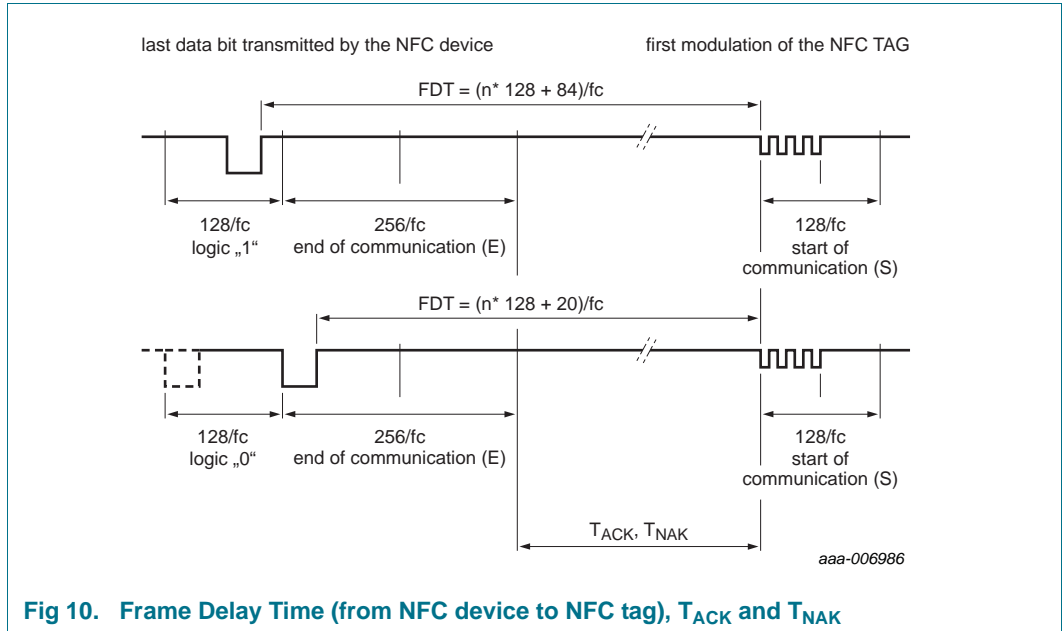 last data bit transmitted by the NFC device
first modulation of the NFC TAG
FDT = (n* 128 + 84)/fc
128/fc
logic „1“
256/fc
end of communication (E)
128/fc
start of
communication (S)
FDT = (n* 128 + 20)/fc
128/fc
logic „0“
256/fc
end of communication (E)
128/fc
start of
communication (S)
TACK, TNAK
aaa-006986
Fig 10. Frame Delay Time (from NFC device to NFC tag), TACK and TNAK